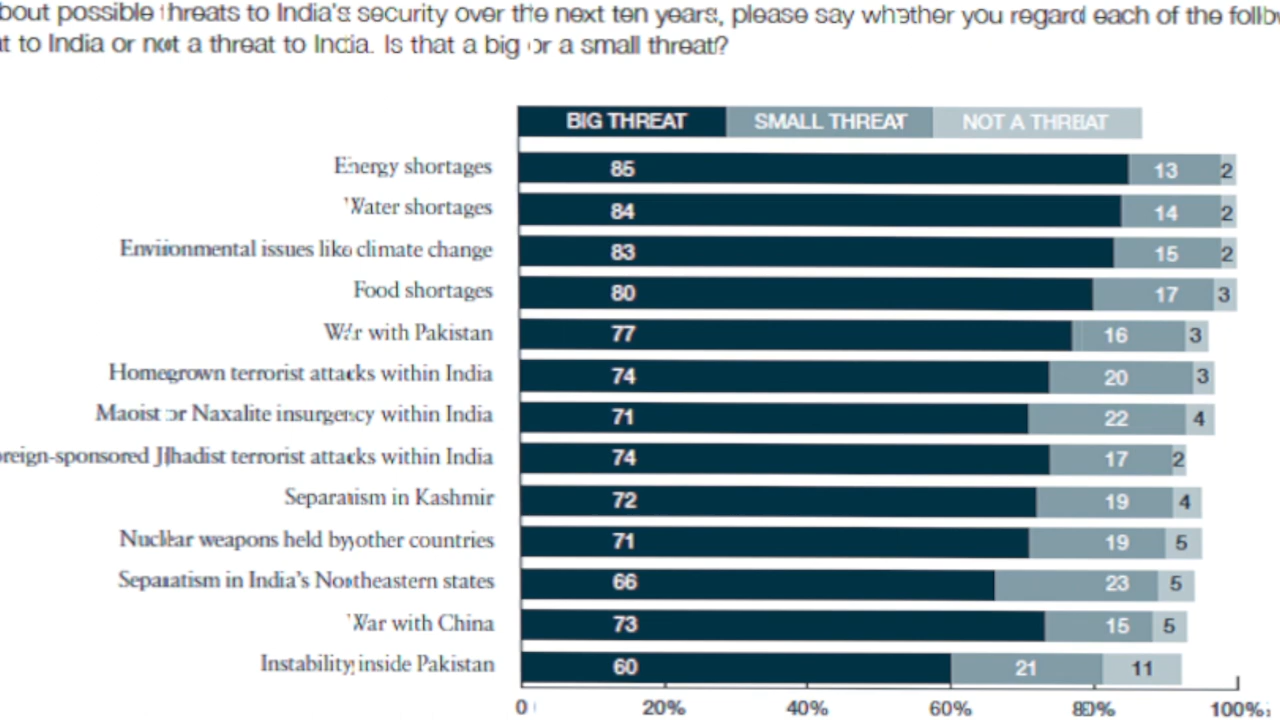 bout possible threats to India's security over the next ten years, please say whether you regard each of the follow
t to India or not a threat to India. Is that a big or a small threat?
BIG THREAT SMALL THREAT NOT A THREAT
Energy shortages 85 13 2
Water shortages 84 14 2
Environmental issues like climate change 83 15 2
Food shortages 80 17 3
War with Pakistan 77 16 3
Homegrown terrorist attacks within India 74 20 3
Maoist or Naxalite insurgency within India 71 22 4
reign-sponsored Jihadist terrorist attacks within India 74 17 2
Separatism in Kashmir 72 19 4
Nuclear weapons held by other countries 71 19 5
Separatism in India's Northeastern states 66 23 5
War with China 73 15 5
Instability inside Pakistan 60 21 11
0 20% 40% 60% 80% 100%